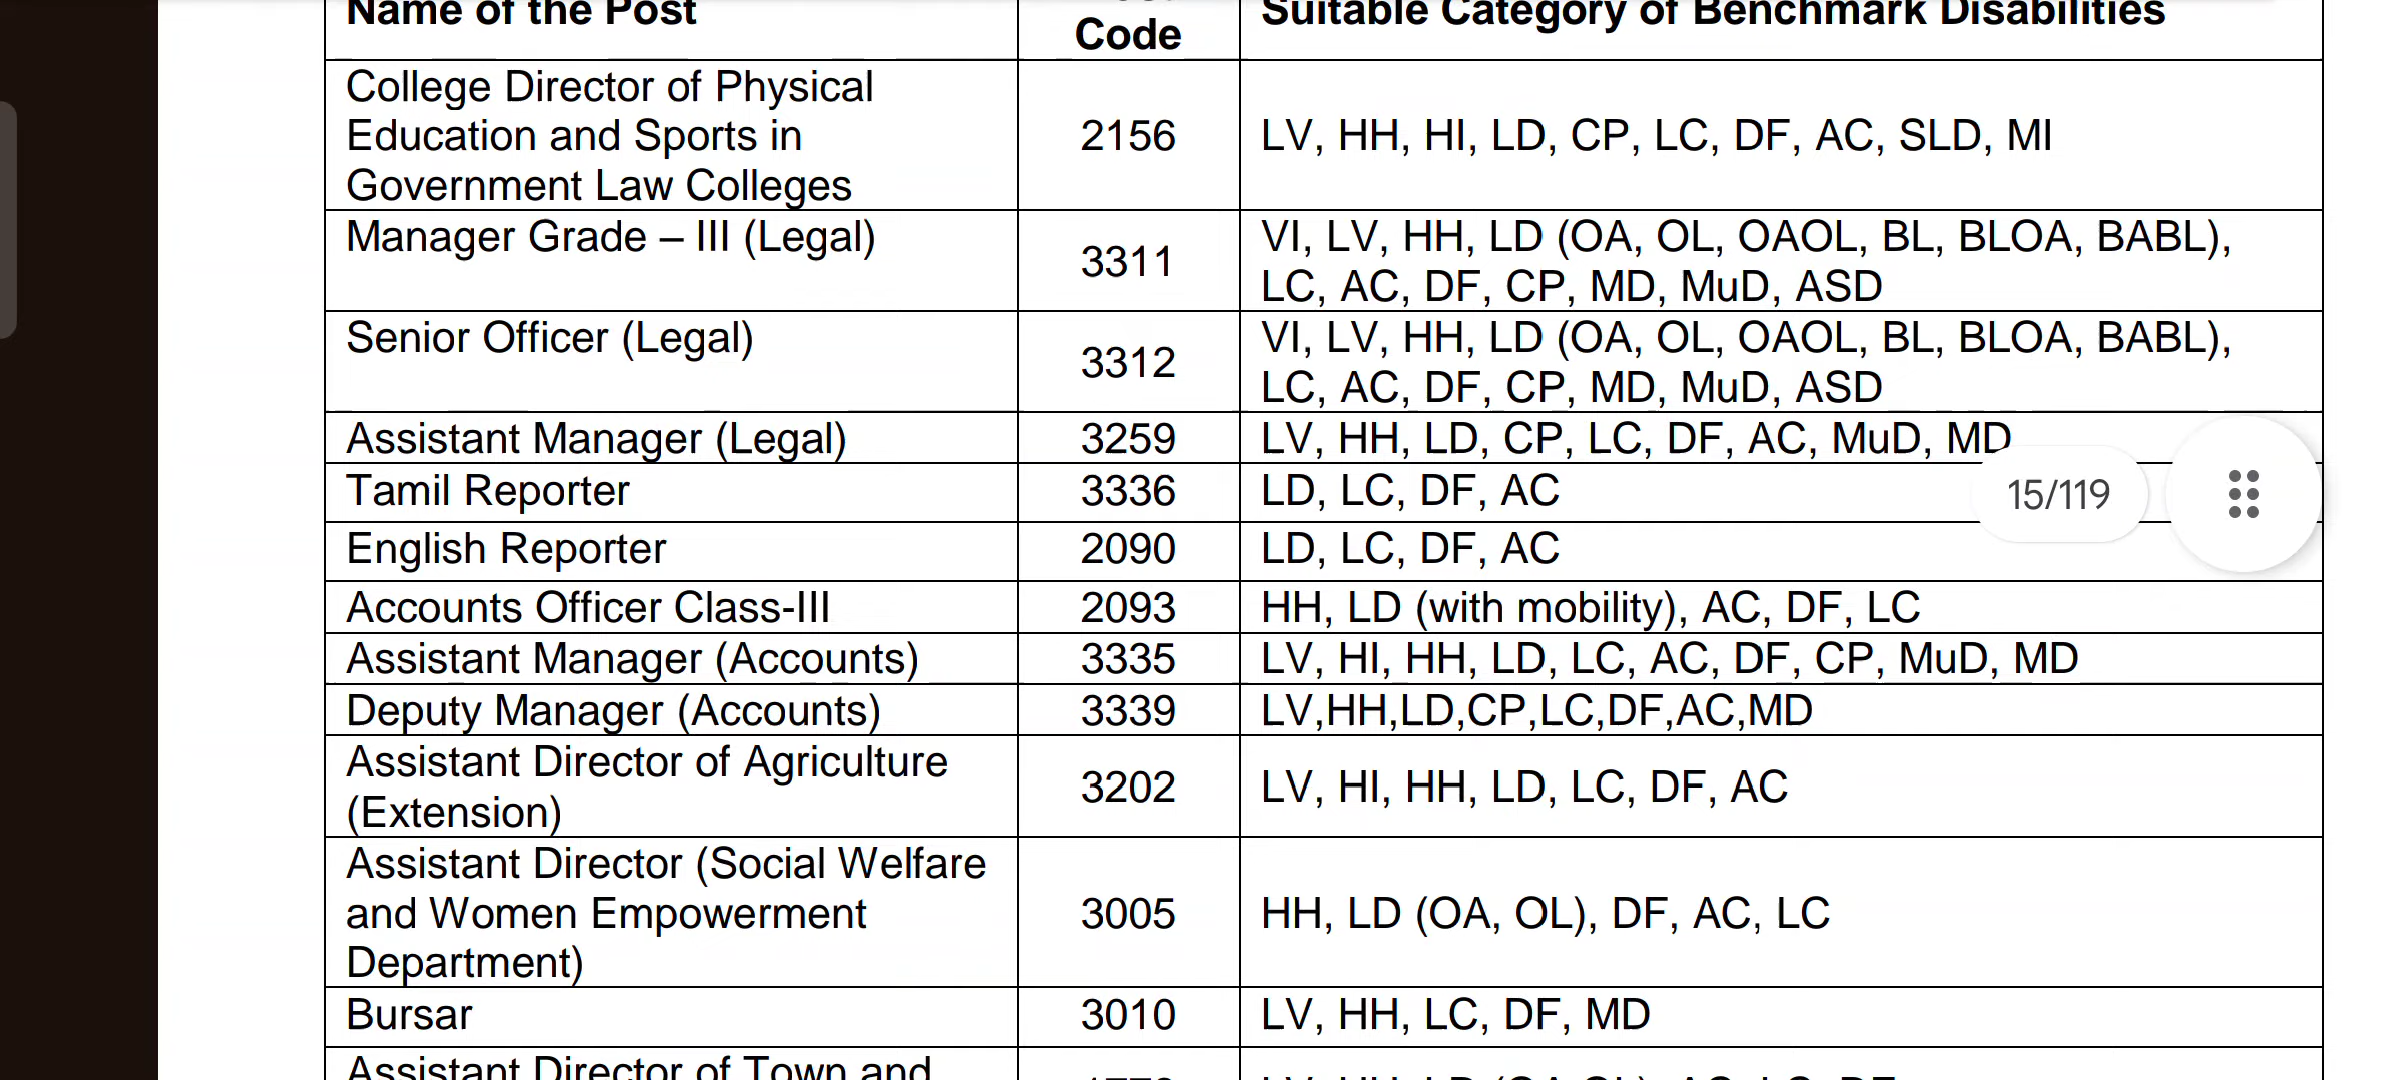 Name of the Post
Code
Suitable Category of Benchmark Disabilities
College Director of Physical
Education and Sports in
Government Law Colleges
2156
LV, HH, HI, LD, CP, LC, DF, AC, SLD, MI
Manager Grade – III (Legal)
3311
VI, LV, HH, LD (OA, OL, OAOL, BL, BLOA, BABL),
LC, AC, DF, CP, MD, MuD, ASD
Senior Officer (Legal)
3312
VI, LV, HH, LD (OA, OL, OAOL, BL, BLOA, BABL),
LC, AC, DF, CP, MD, MuD, ASD
Assistant Manager (Legal)
3259
LV, HH, LD, CP, LC, DF, AC, MuD, MD
Tamil Reporter
3336
LD, LC, DF, AC
15/119
English Reporter
2090
LD, LC, DF, AC
Accounts Officer Class-III
2093
HH, LD (with mobility), AC, DF, LC
Assistant Manager (Accounts)
3335
LV, HI, HH, LD, LC, AC, DF, CP, MuD, MD
Deputy Manager (Accounts)
3339
LV,HH,LD,CP,LC,DF,AC,MD
Assistant Director of Agriculture
(Extension)
3202
LV, HI, HH, LD, LC, DF, AC
Assistant Director (Social Welfare
and Women Empowerment
Department)
3005
HH, LD (OA, OL), DF, AC, LC
Bursar
3010
LV, HH, LC, DF, MD
Assistant Director of Town and